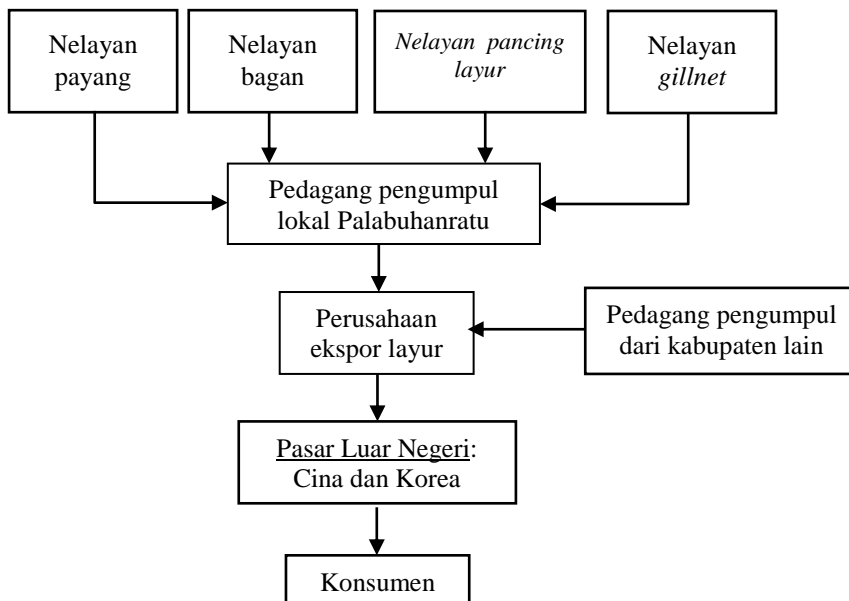 Nelayan
payang
Nelayan
bagan
Nelayan pancing
layur
Nelayan
gillnet
Pedagang pengumpul
lokal Palabuhanratu
Perusahaan
ekspor layur
Pedagang pengumpul
dari kabupaten lain
Pasar Luar Negeri:
Cina dan Korea
Konsumen